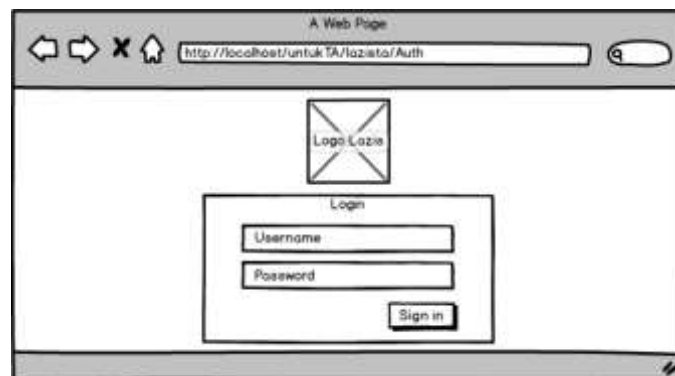 A Web Page
http://localhost/untukTA/lazista/Auth
Logo Lazis
Login
Username
Password
Sign in